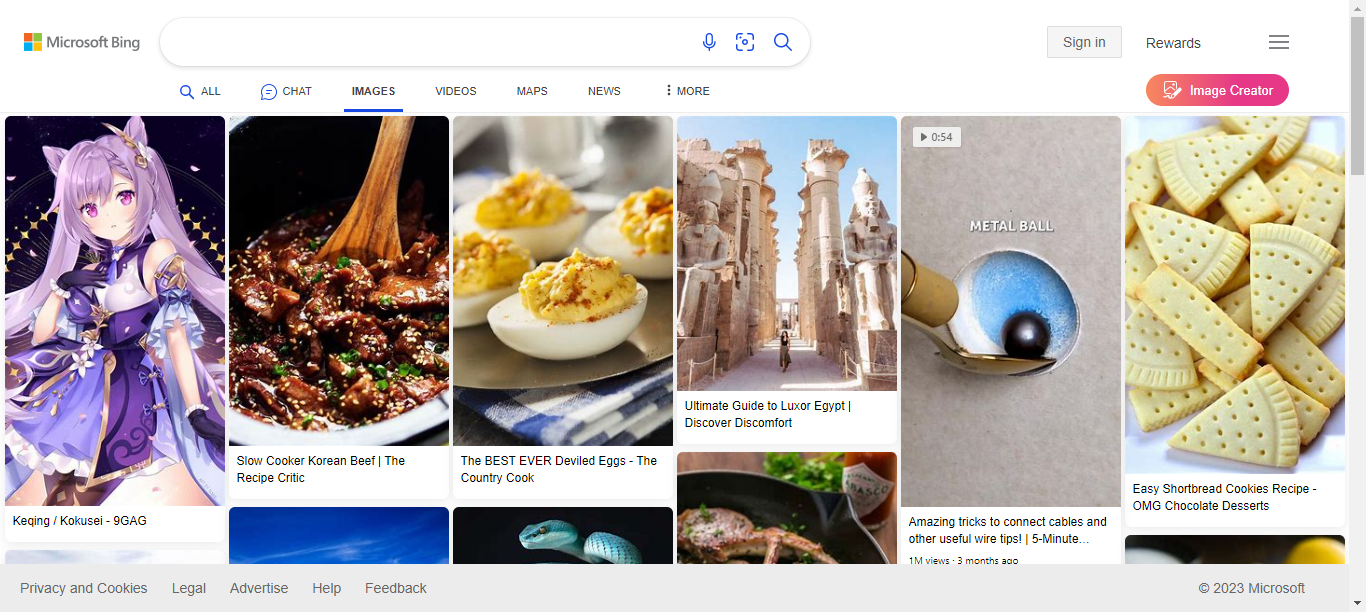 Microsoft Bing
Sign in
Rewards
ALL
CHAT
IMAGES
VIDEOS
MAPS
NEWS
MORE
Image Creator
0:54
METAL BALL
Keqing / Kokusei - 9GAG
Slow Cooker Korean Beef | The
Recipe Critic
The BEST EVER Deviled Eggs - The
Country Cook
Ultimate Guide to Luxor Egypt |
Discover Discomfort
TABASCO
Amazing tricks to connect cables and
other useful wire tips! | 5-Minute…
1M views · 3 months ago
Easy Shortbread Cookies Recipe -
OMG Chocolate Desserts
Privacy and Cookies
Legal
Advertise
Help
Feedback
© 2023 Microsoft